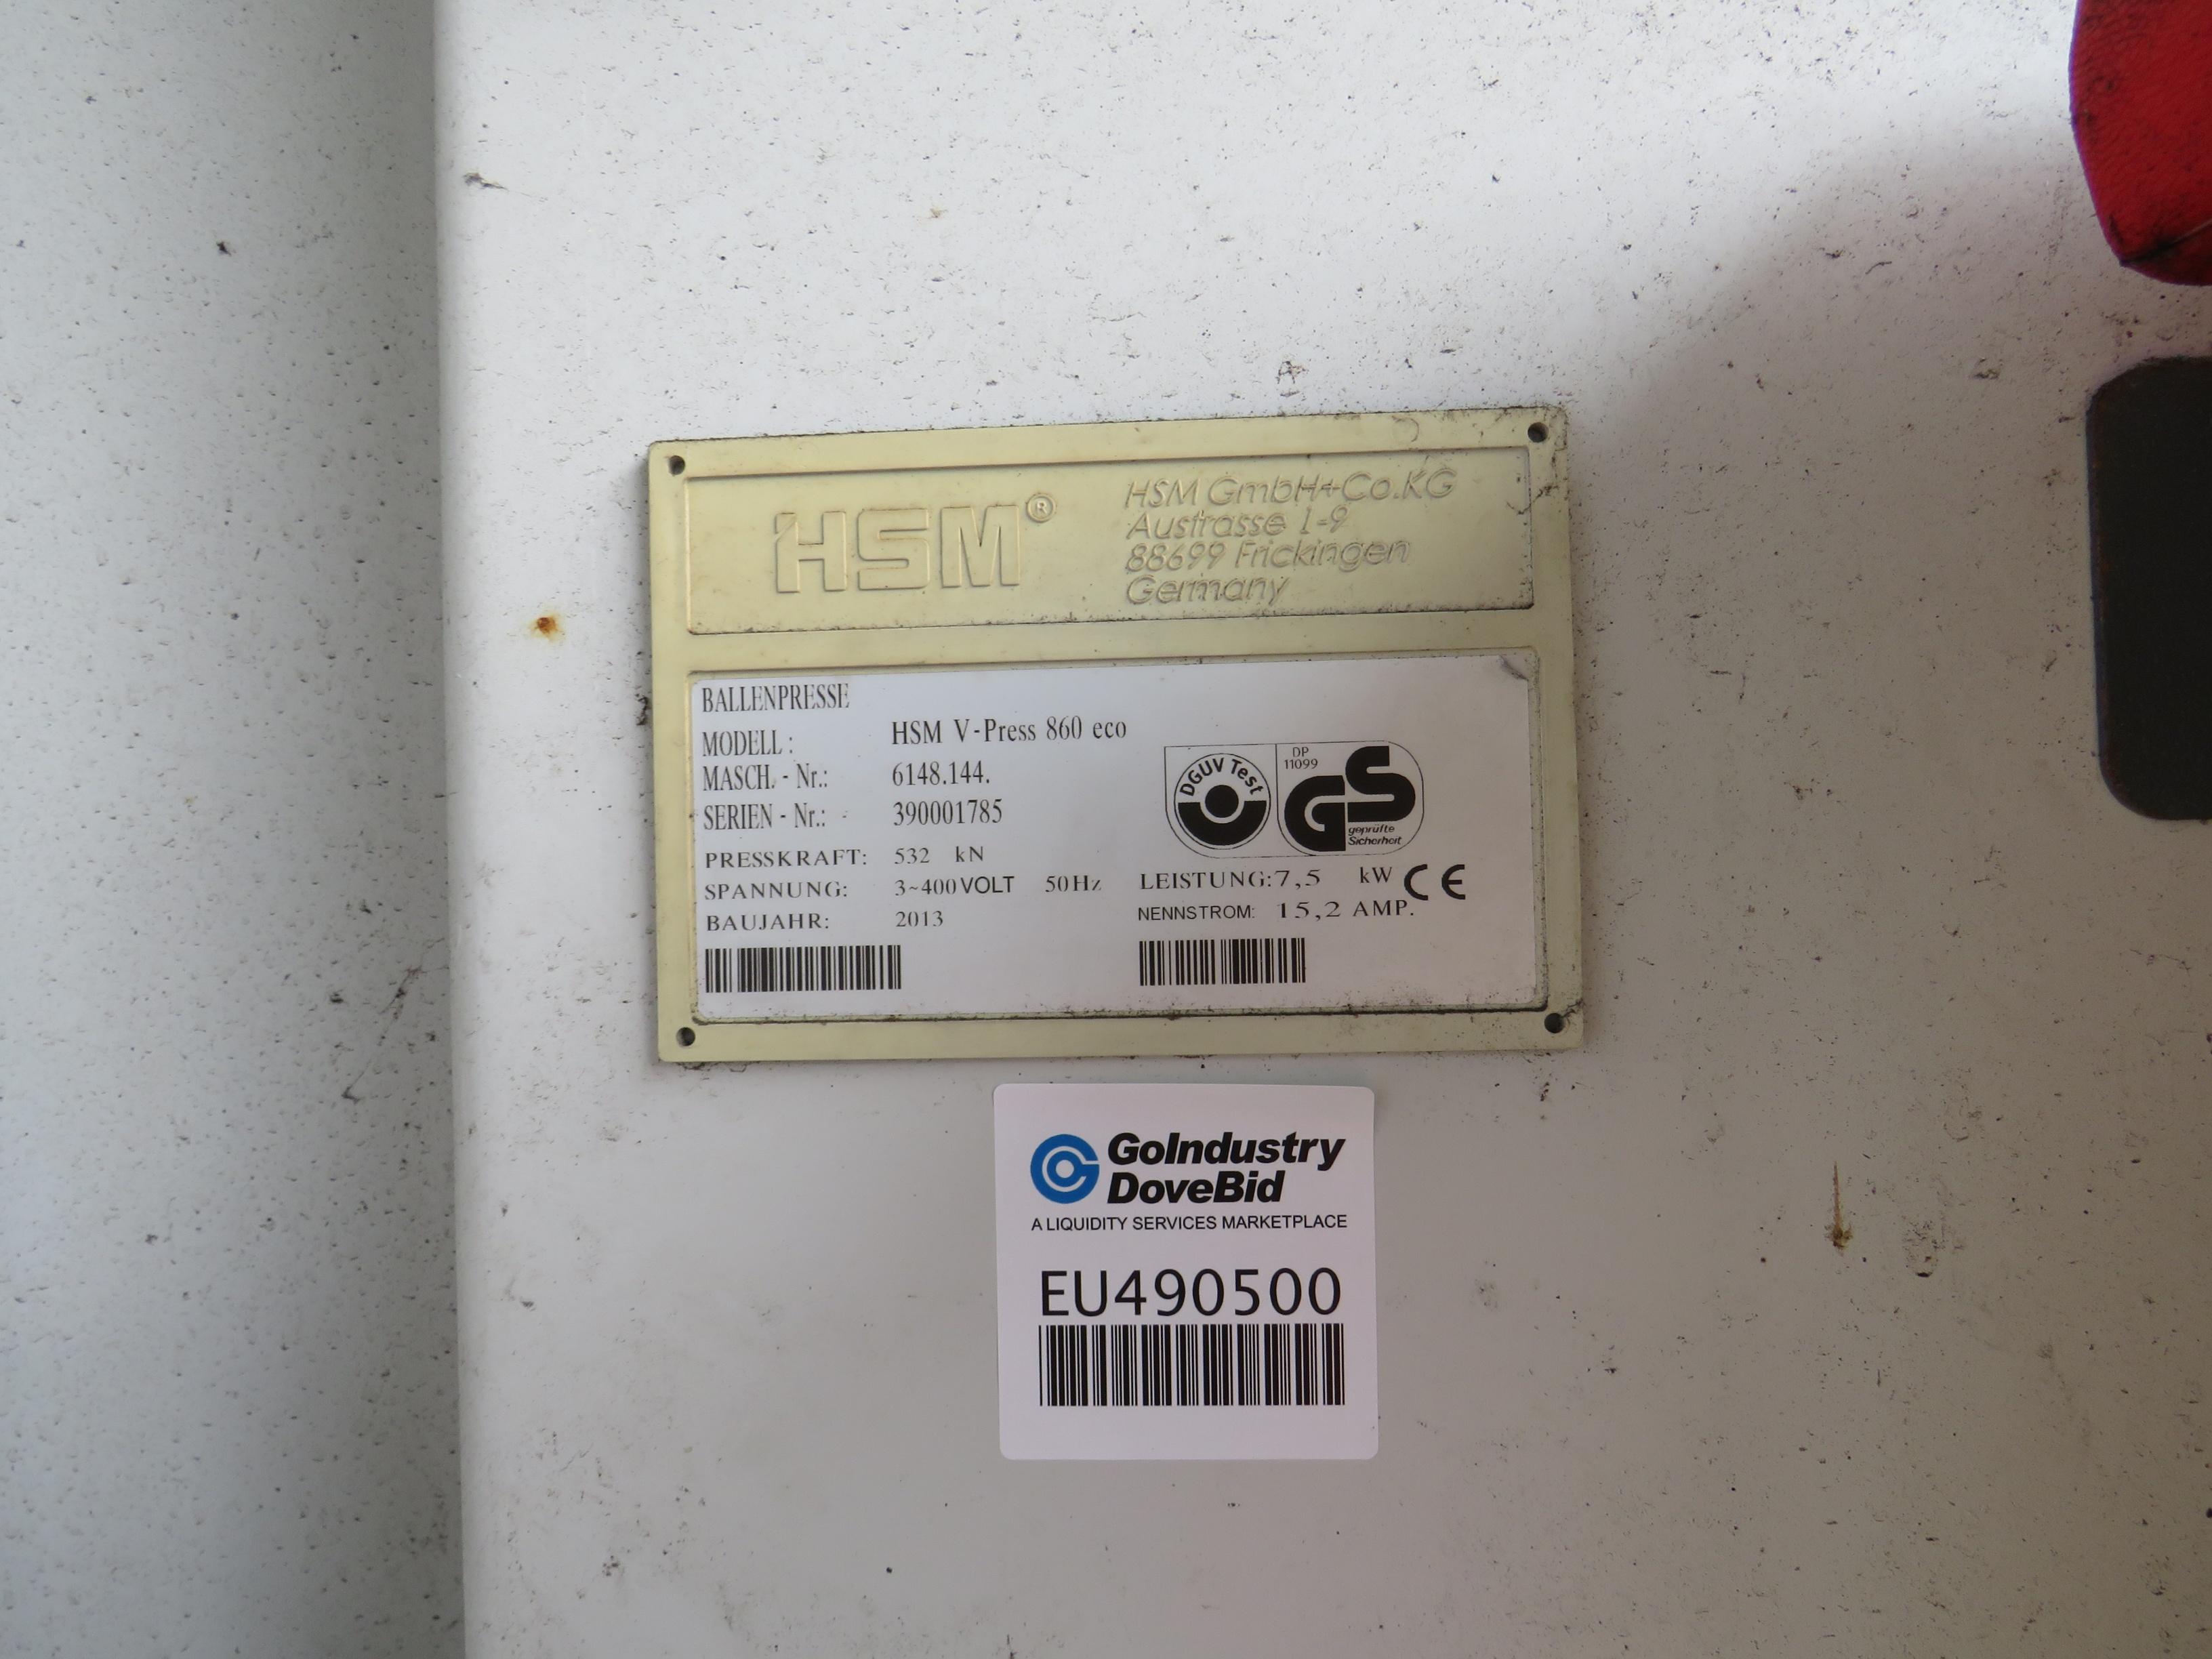 HSM®
HSM GmbH+Co.KG
Austrasse 1-9
88699 Frickingen
Germany
BALLENPRESSE
MODELL : HSM V-Press 860 eco
MASCH. - Nr.: 6148.144.
SERIEN - Nr.: 390001785
DGUV Test
DP
11099
GS
geprüfte
Sicherheit
PRESSKRAFT: 532 kN
SPANNUNG: 3~400VOLT 50Hz LEISTUNG:7,5 kW CE
BAUJAHR: 2013 NENNSTROM: 15,2 AMP.
GoIndustry
DoveBid
A LIQUIDITY SERVICES MARKETPLACE
EU490500